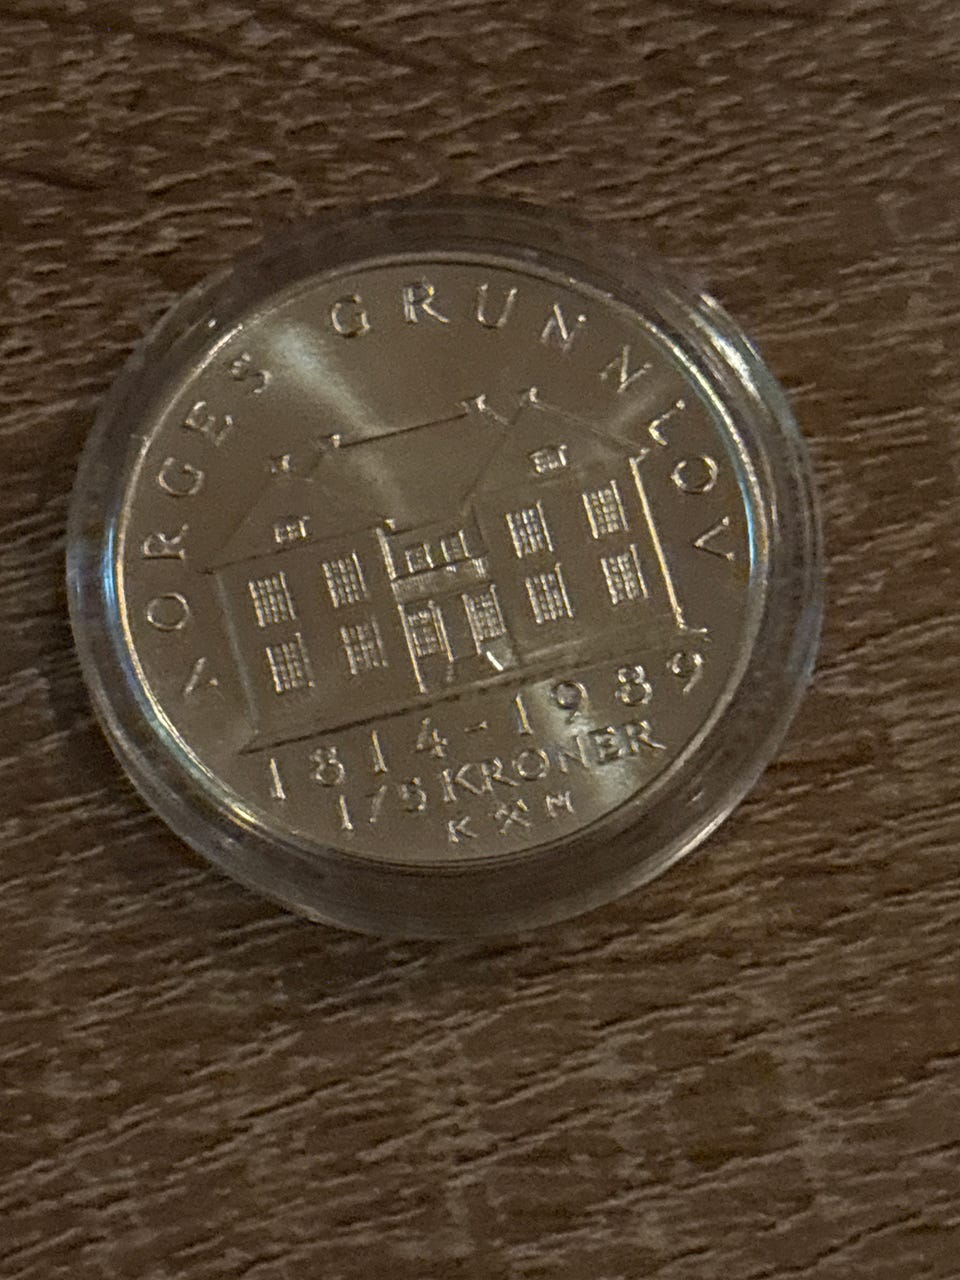 NORGES GRUNNLOV
1814-1989
175 KRONER
K ⚒ M